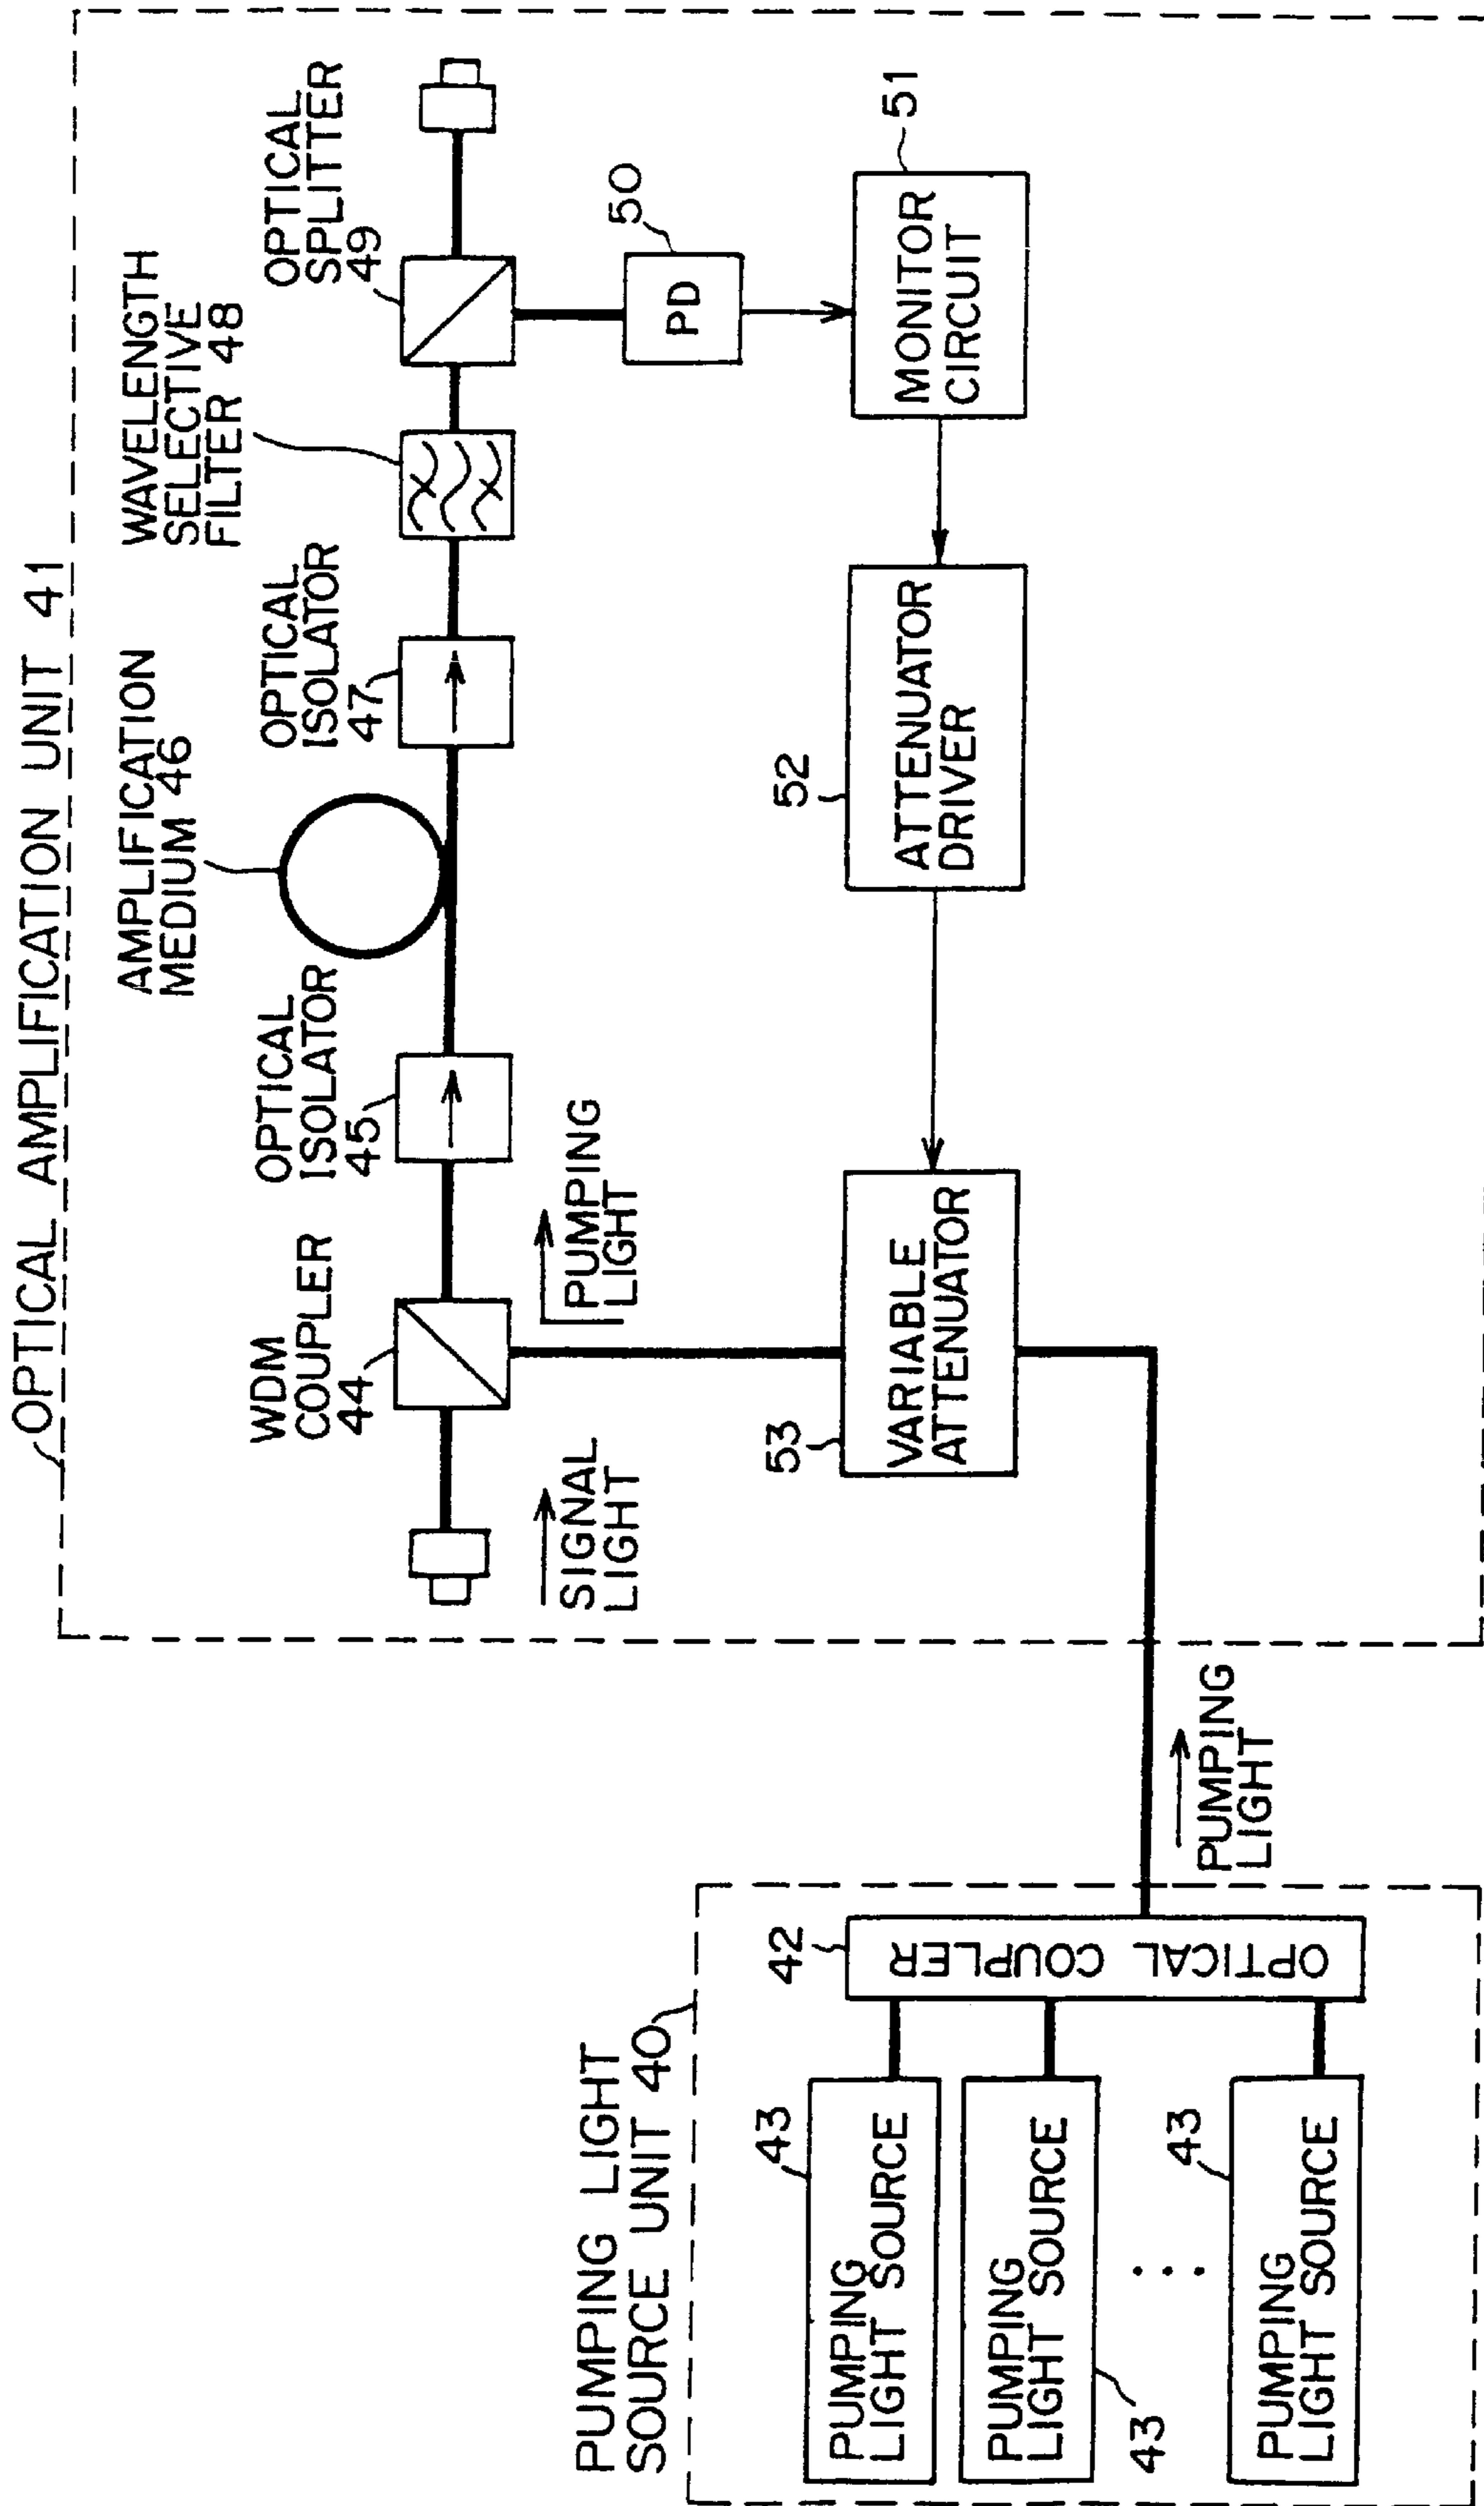 OPTICAL AMPLIFICATION UNIT 41
AMPLIFICATION
MEDIUM 46
WAVELENGTH
SELECTIVE
FILTER 48
WDM
COUPLER
44
OPTICAL
ISOLATOR
45
OPTICAL
ISOLATOR
47
OPTICAL
SPLITTER
49
SIGNAL
LIGHT
PUMPING
LIGHT
50
PD
53
VARIABLE
ATTENUATOR
52
ATTENUATOR
DRIVER
51
MONITOR
CIRCUIT
PUMPING LIGHT
SOURCE UNIT 40
43
PUMPING
LIGHT SOURCE
PUMPING
LIGHT SOURCE
43
43
PUMPING
LIGHT SOURCE
42
OPTICAL COUPLER
PUMPING
LIGHT